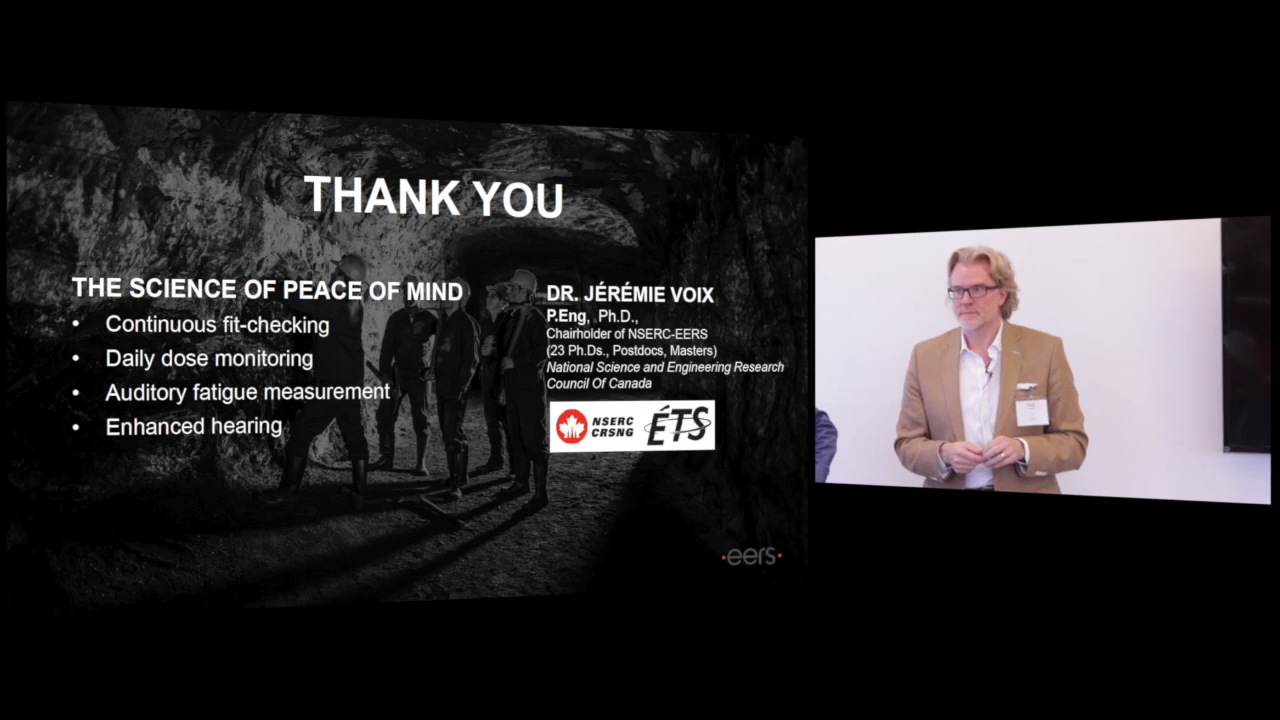 THANK YOU
THE SCIENCE OF PEACE OF MIND
• Continuous fit-checking
• Daily dose monitoring
• Auditory fatigue measurement
• Enhanced hearing
DR. JÉRÉMIE VOIX
P.Eng, Ph.D.,
Chairholder of NSERC-EERS
(23 Ph.Ds., Postdocs, Masters)
National Science and Engineering Research
Council Of Canada
NSERC
CRSNG
ÉTS
·eers·